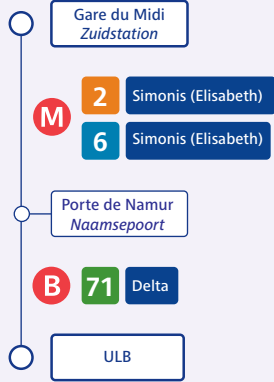 Gare du Midi
Zuidstation
M
2 Simonis (Elisabeth)
6 Simonis (Elisabeth)
Porte de Namur
Naamsepoort
B 71 Delta
ULB